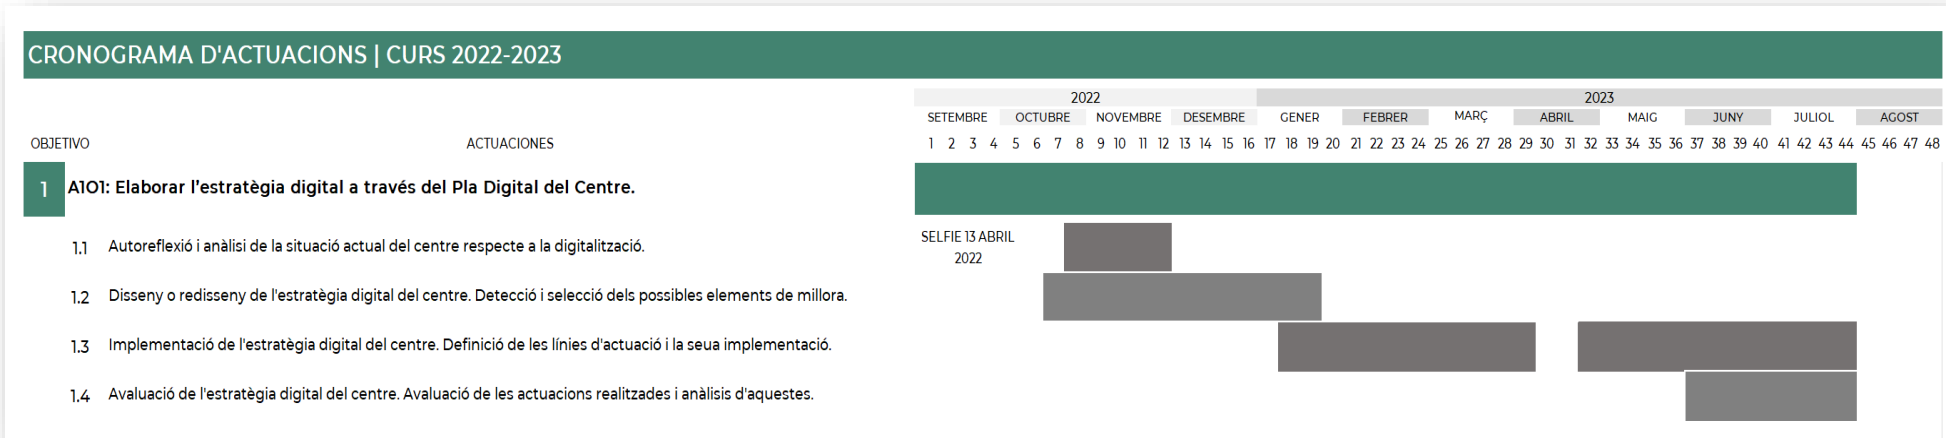 CRONOGRAMA D'ACTUACIONS | CURS 2022-2023
2022 2023
SETEMBRE OCTUBRE NOVEMBRE DESEMBRE GENER FEBRER MARÇ ABRIL MAIG JUNY JULIOL AGOST
OBJETIVO ACTUACIONES 1 2 3 4 5 6 7 8 9 10 11 12 13 14 15 16 17 18 19 20 21 22 23 24 25 26 27 28 29 30 31 32 33 34 35 36 37 38 39 40 41 42 43 44 45 46 47 48
1 A1O1: Elaborar l'estratègia digital a través del Pla Digital del Centre.
1.1 Autoreflexió i anàlisi de la situació actual del centre respecte a la digitalització.
SELFIE 13 ABRIL
2022
1.2 Disseny o redisseny de l'estratègia digital del centre. Detecció i selecció dels possibles elements de millora.
1.3 Implementació de l'estratègia digital del centre. Definició de les línies d'actuació i la seua implementació.
1.4 Avaluació de l'estratègia digital del centre. Avaluació de les actuacions realitzades i anàlisis d'aquestes.